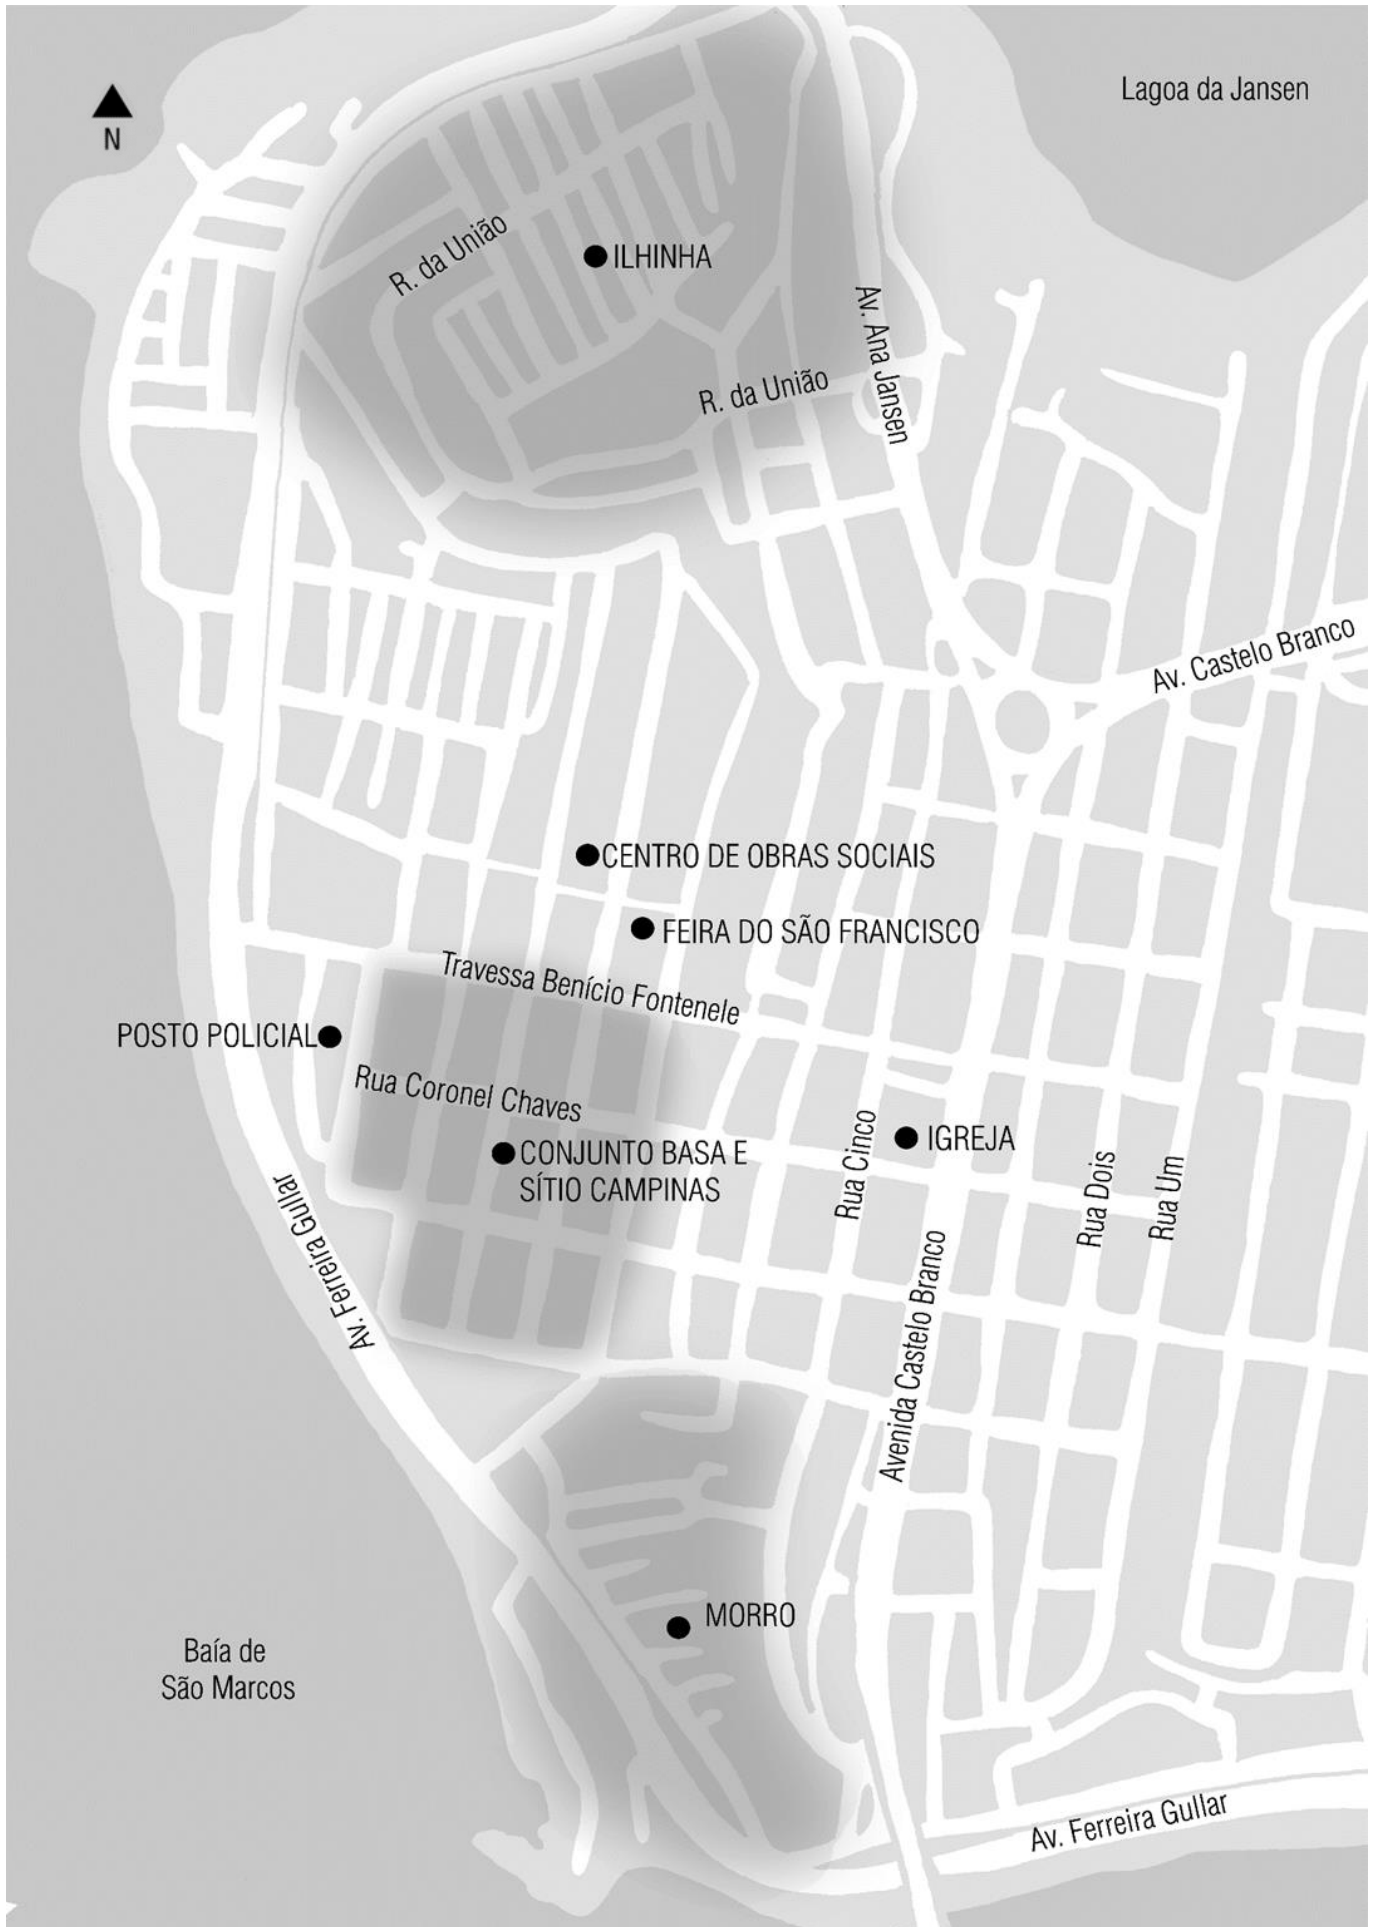 Lagoa da Jansen
N
R. da União
ILHINHA
Av. Ana Jansen
R. da União
Av. Castelo Branco
CENTRO DE OBRAS SOCIAIS
FEIRA DO SÃO FRANCISCO
Travessa Benício Fontenele
POSTO POLICIAL
Rua Coronel Chaves
CONJUNTO BASA E
SÍTIO CAMPINAS
Rua Cinco
IGREJA
Rua Dois
Rua Um
Av. Ferreira Gullar
Avenida Castelo Branco
MORRO
Baía de
São Marcos
Av. Ferreira Gullar